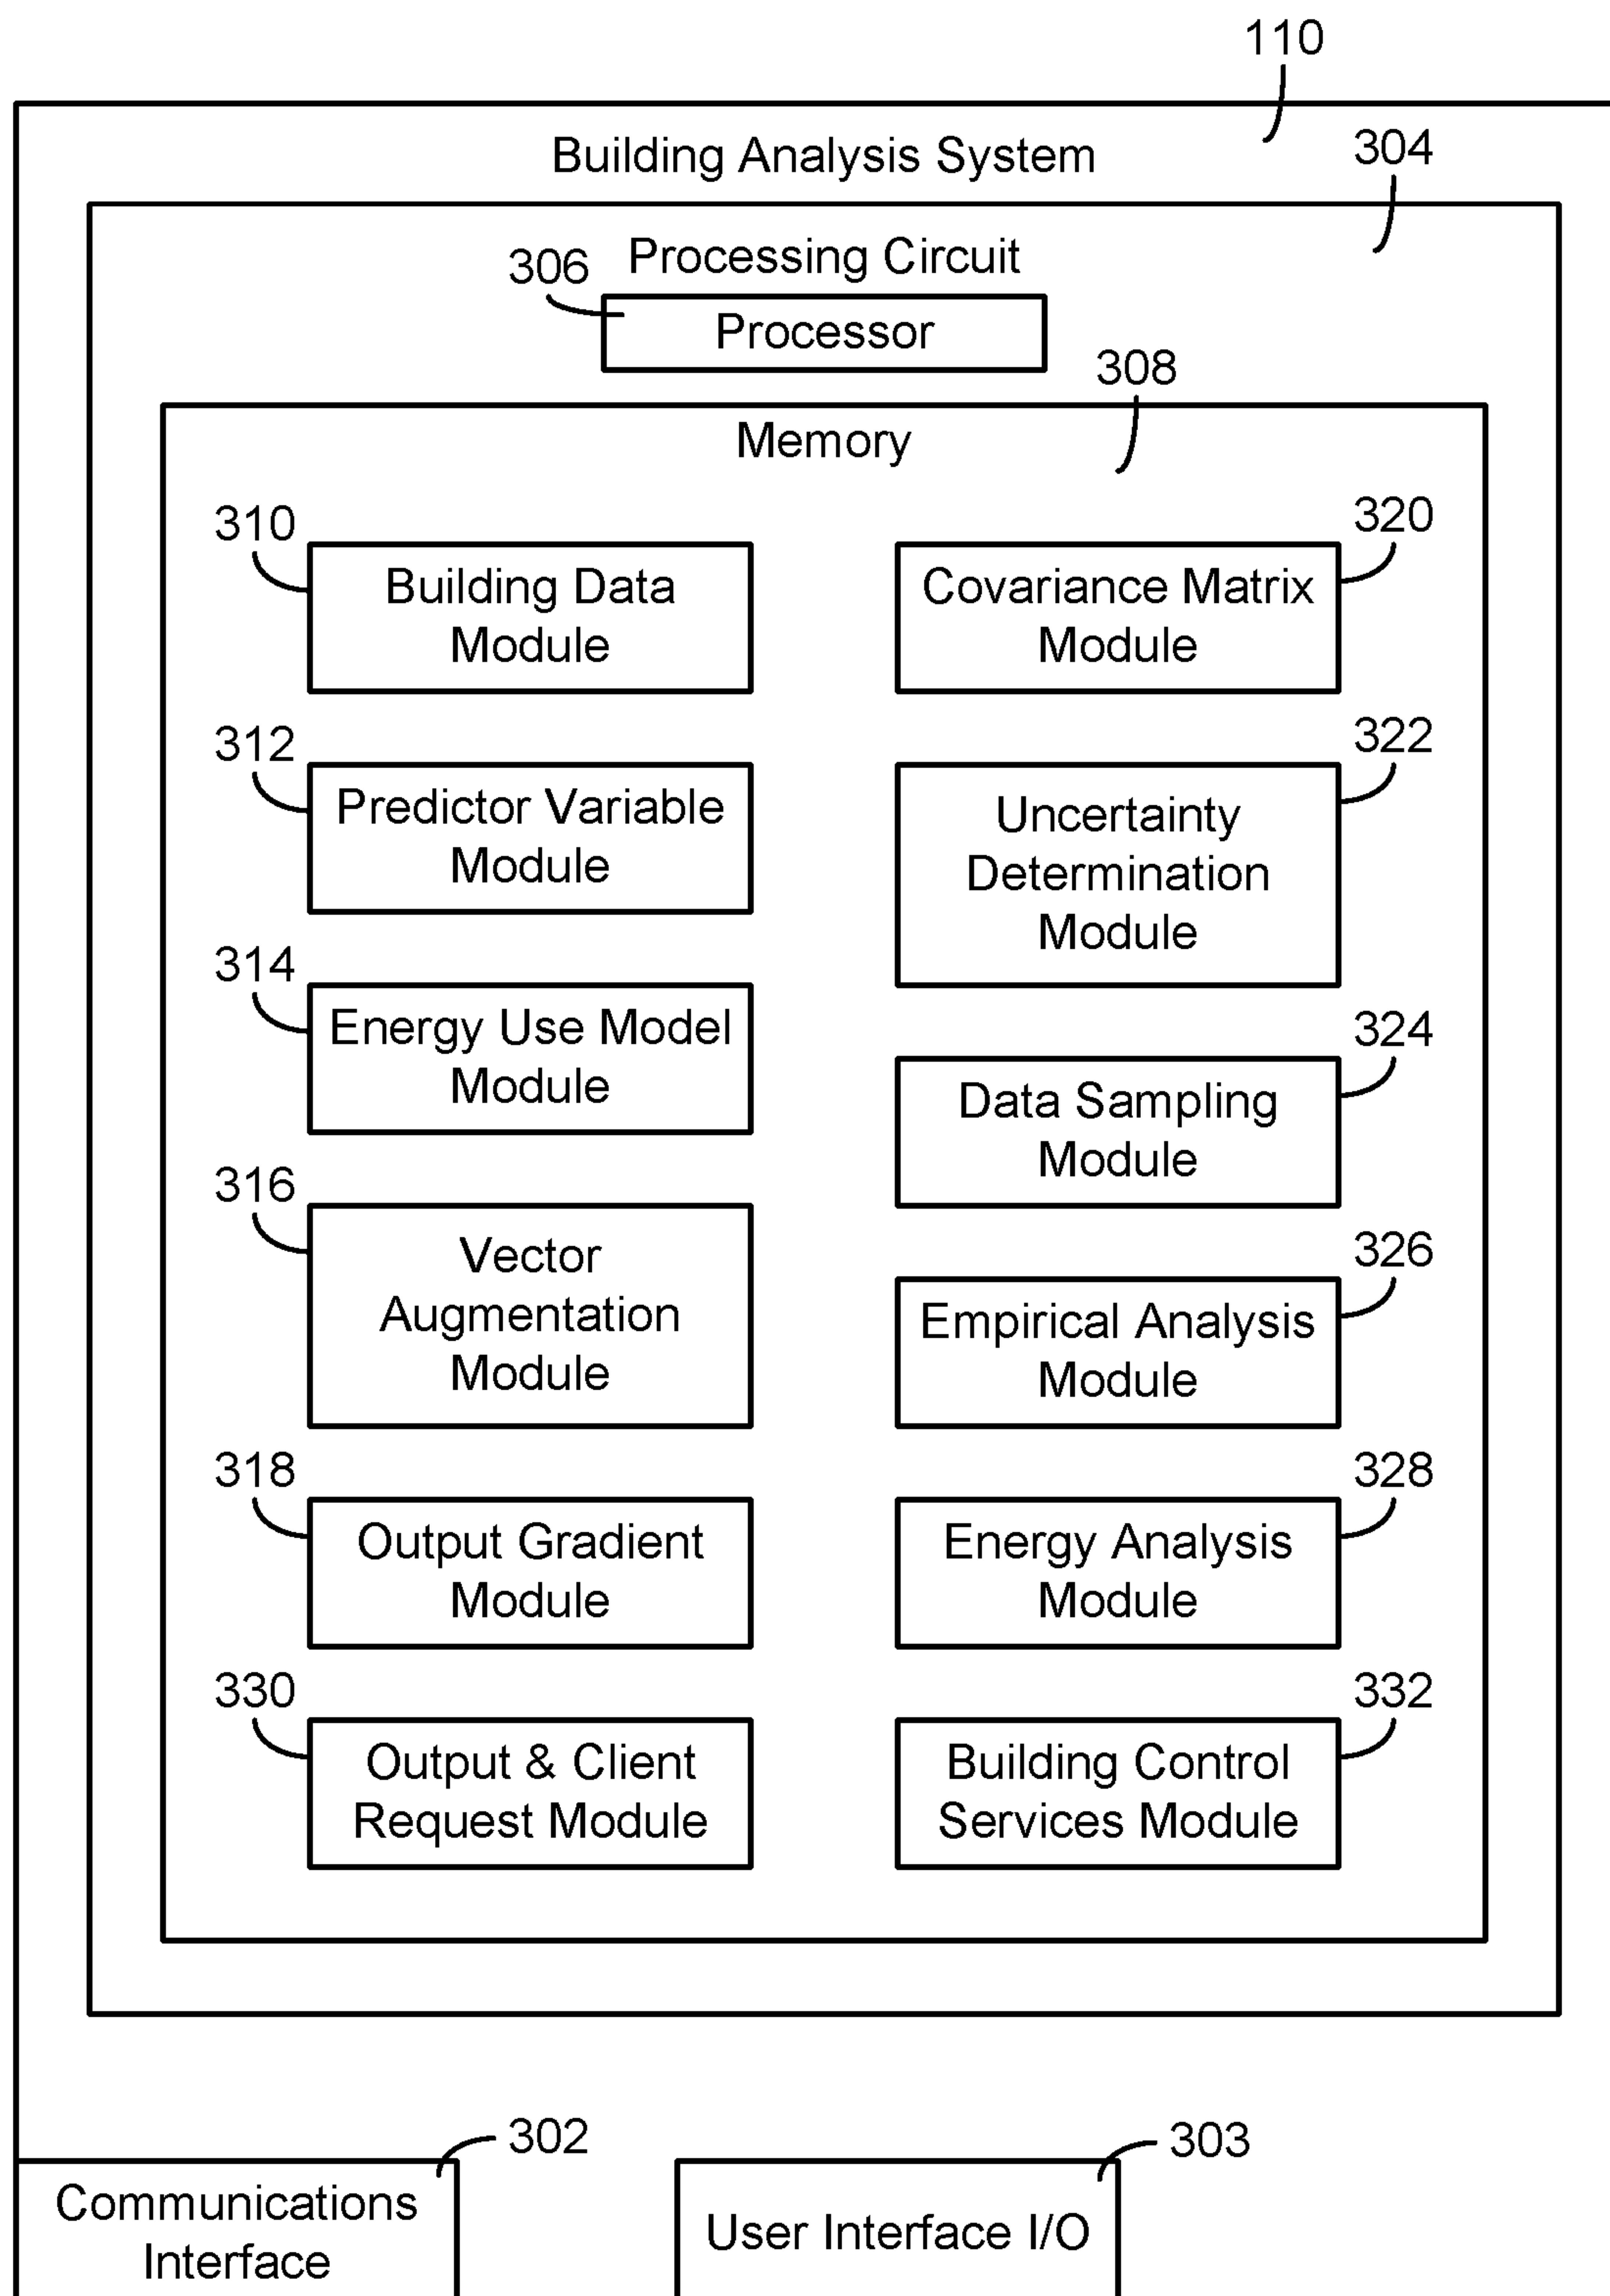 110
Building Analysis System
304
Processing Circuit
306
Processor
308
Memory
310
Building Data
Module
320
Covariance Matrix
Module
312
Predictor Variable
Module
322
Uncertainty
Determination
Module
314
Energy Use Model
Module
324
Data Sampling
Module
316
Vector
Augmentation
Module
326
Empirical Analysis
Module
318
Output Gradient
Module
328
Energy Analysis
Module
330
Output & Client
Request Module
332
Building Control
Services Module
302
Communications
Interface
303
User Interface I/O